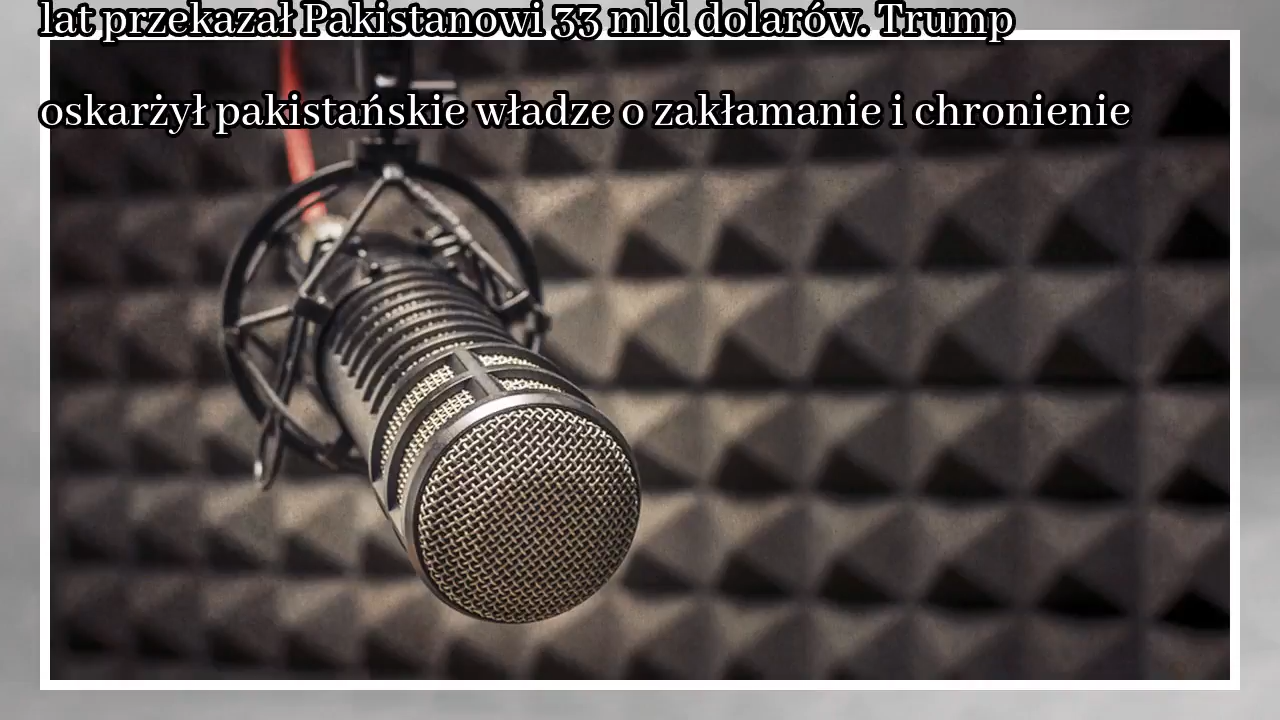 lat przekazał Pakistanowi 33 mld dolarów. Trump
oskarżył pakistańskie władze o zakłamanie i chronienie